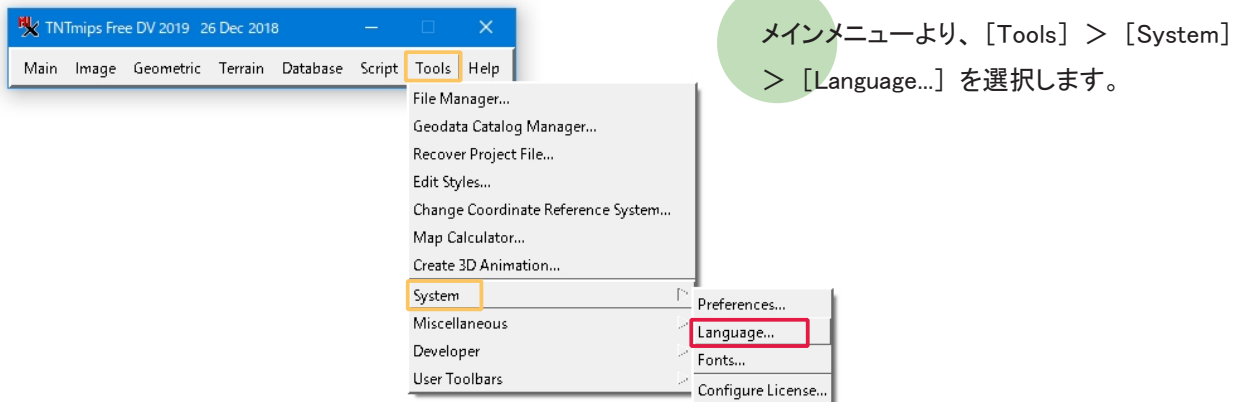 TNTmips Free DV 2019 26 Dec 2018
Main Image Geometric Terrain Database Script Tools Help
File Manager...
Geodata Catalog Manager...
Recover Project File...
Edit Styles...
Change Coordinate Reference System...
Map Calculator...
Create 3D Animation...
System
Miscellaneous
Developer
User Toolbars
Preferences...
Language...
Fonts...
Configure License...
メインメニューより、［Tools］ ＞ ［System］
＞ ［Language...］ を選択します。